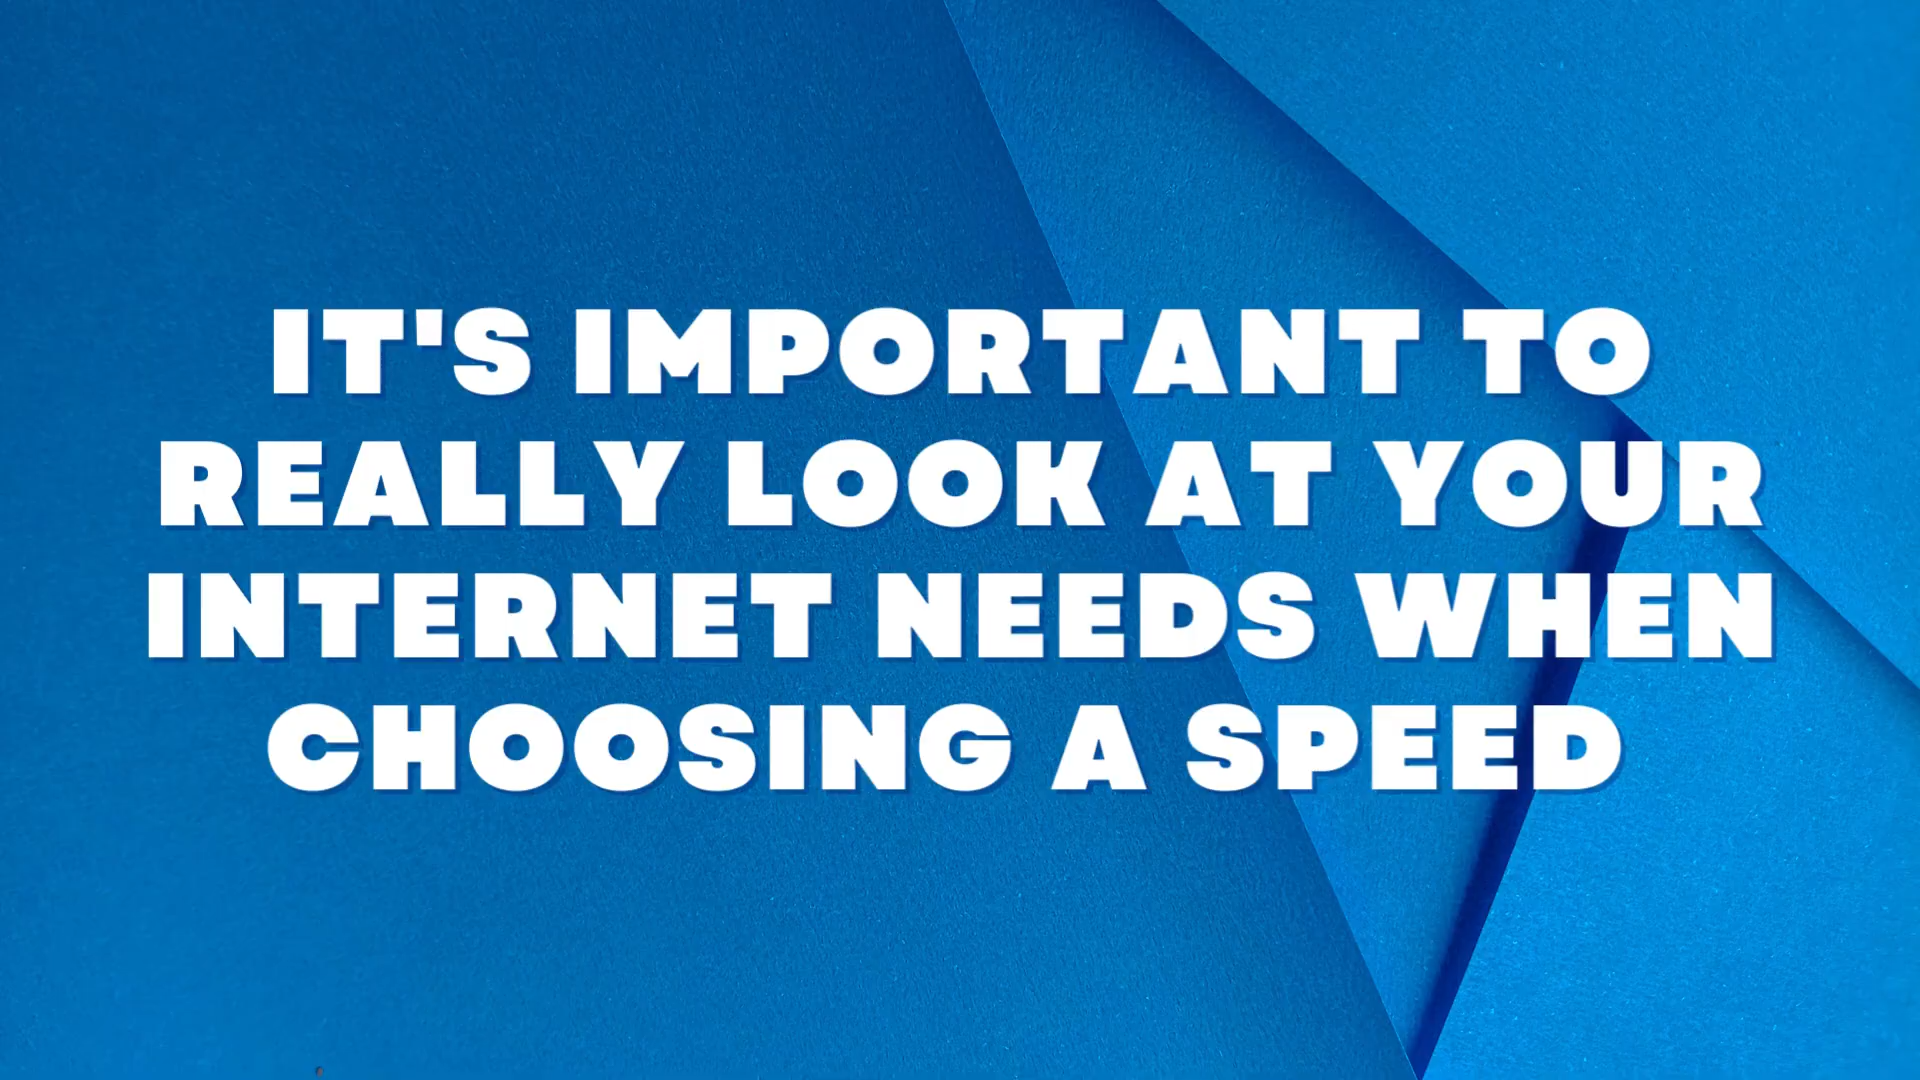 IT'S IMPORTANT TO
REALLY LOOK AT YOUR
INTERNET NEEDS WHEN
CHOOSING A SPEED